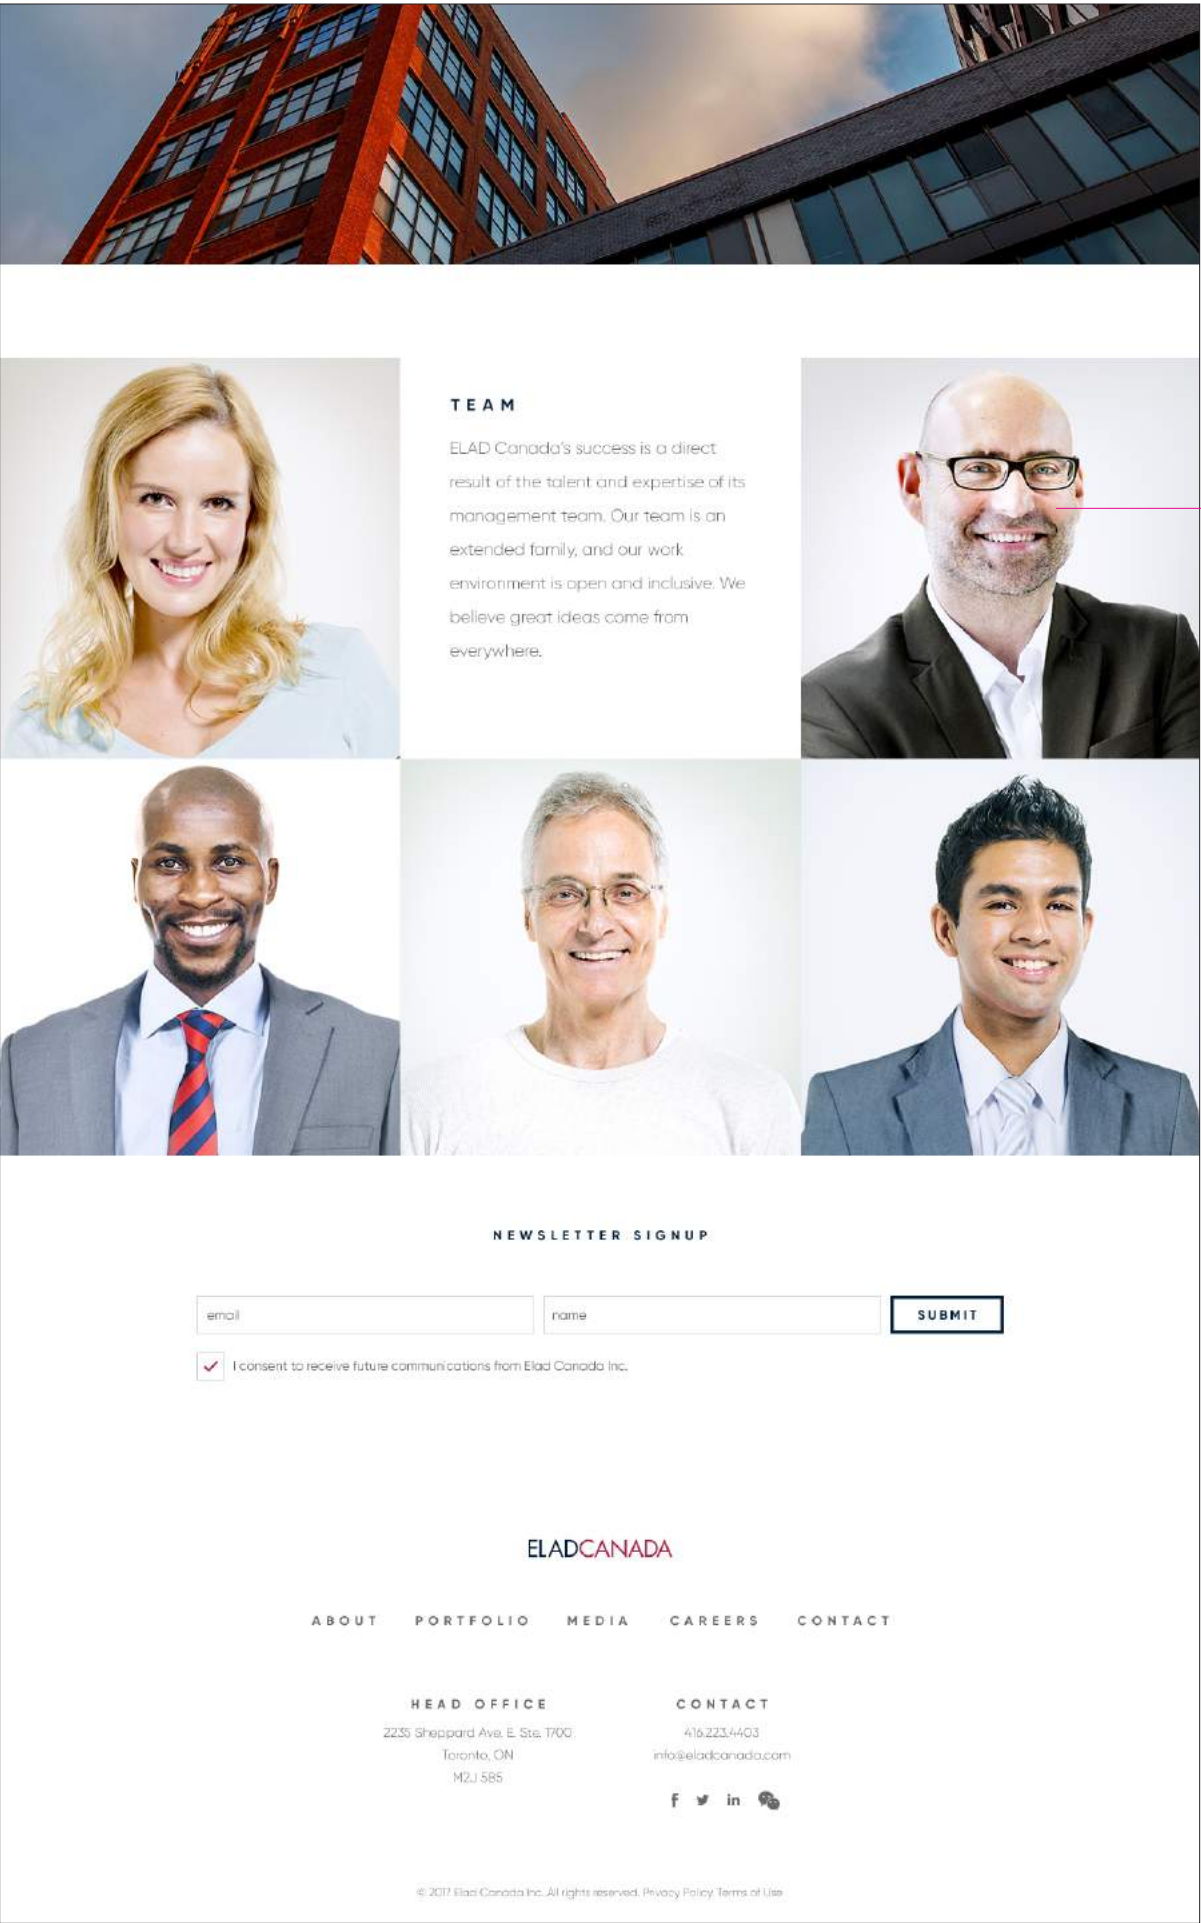 TEAM
ELAD Canada's success is a direct
result of the talent and expertise of its
management team. Our team is an
extended family, and our work
environment is open and inclusive. We
believe great ideas come from
everywhere.
NEWSLETTER SIGNUP
email
name
SUBMIT
I consent to receive future communications from Elad Canada Inc.
ELADCANADA
ABOUT PORTFOLIO MEDIA CAREERS CONTACT
HEAD OFFICE
2235 Sheppard Ave. E. Ste. 1700
Toronto, ON
M2J 5B5
CONTACT
416.223.4403
info@eladcanada.com
© 2017 Elad Canada Inc. All rights reserved. Privacy Policy Terms of Use